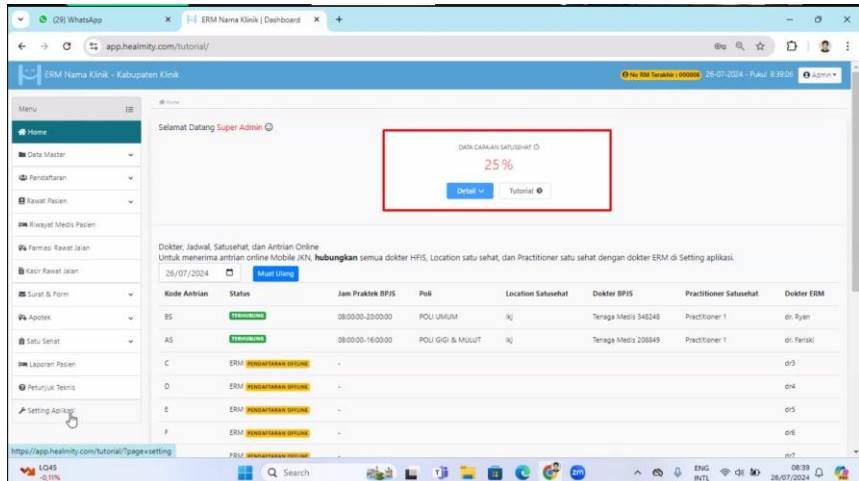 (29) WhatsApp
ERM Nama Klinik | Dashboard
app.healmity.com/tutorial/
ERM Nama Klinik - Kabupaten Klinik
No RM Terakhir : 000008 26-07-2024 - Pukul 8:39:06 Admin
Menu
Home
Home
Data Master
Pendaftaran
Rawat Pasien
Riwayat Medis Pasien
Farmasi Rawat Jalan
Kasir Rawat Jalan
Surat & Form
Apotek
Satu Sehat
Laporan Pasien
Petunjuk Teknis
Setting Aplikasi
Selamat Datang Super Admin
DATA CAPAIAN SATUSEHAT
25 %
Detail Tutorial
Dokter, Jadwal, Satusehat, dan Antrian Online
Untuk menerima antrian online Mobile JKN, hubungkan semua dokter HFIS, Location satu sehat, dan Practitioner satu sehat dengan dokter ERM di Setting aplikasi.
26/07/2024 Muat Ulang
Kode Antrian Status Jam Praktek BPJS Poli Location Satusehat Dokter BPJS Practitioner Satusehat Dokter ERM
BS TERHUBUNG 08:00:00-20:00:00 POLI UMUM lkj Tenaga Medis 348248 Practitioner 1 dr. Ryan
AS TERHUBUNG 08:00:00-16:00:00 POLI GIGI & MULUT lkj Tenaga Medis 208849 Practitioner 1 dr. Fariski
C ERM PENDAFTARAN OFFLINE - dr3
D ERM PENDAFTARAN OFFLINE - dr4
E ERM PENDAFTARAN OFFLINE - dr5
F ERM PENDAFTARAN OFFLINE - dr6
ERM PENDAFTARAN OFFLINE dr7
https://app.healmity.com/tutorial/?page=setting
LQ45
-0,11%
Search
zm
ENG
INTL
08:39
26/07/2024